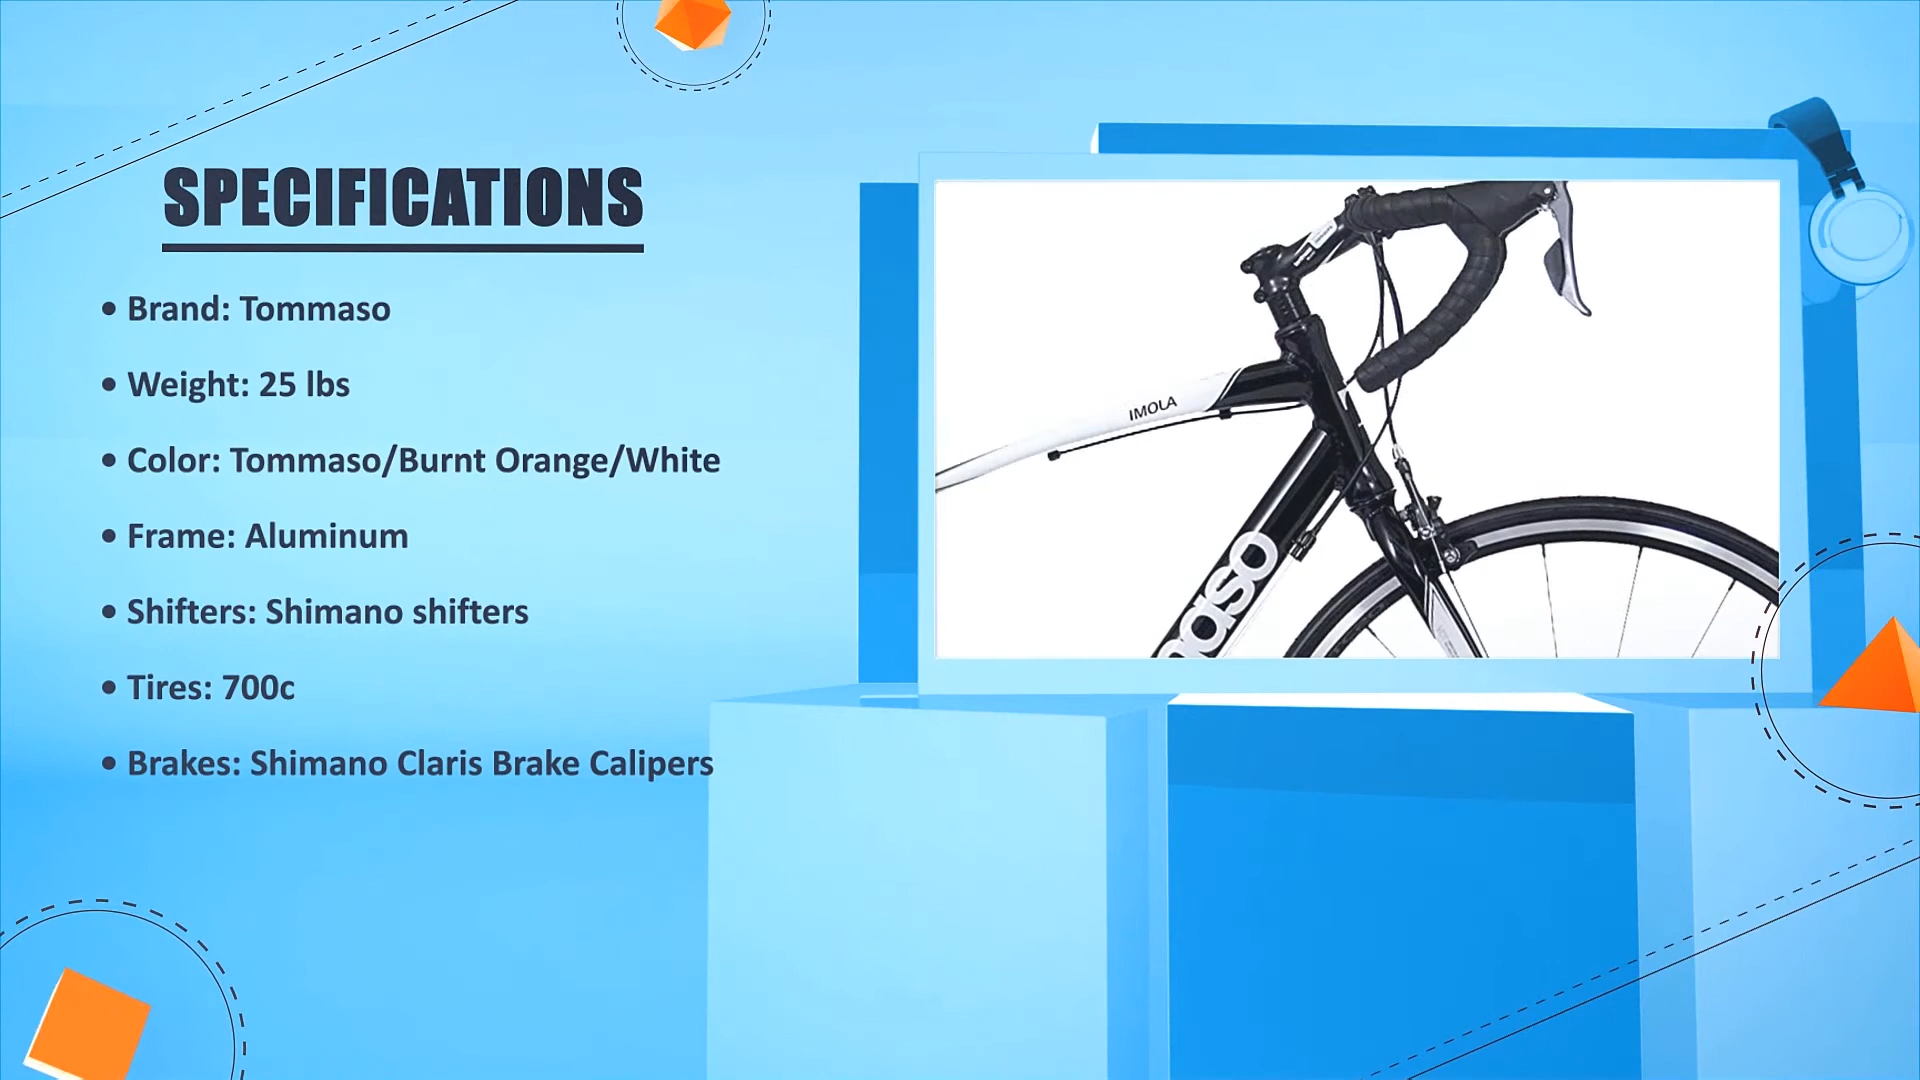 SPECIFICATIONS
• Brand: Tommaso
• Weight: 25 lbs
• Color: Tommaso/Burnt Orange/White
• Frame: Aluminum
• Shifters: Shimano shifters
• Tires: 700c
• Brakes: Shimano Claris Brake Calipers
IMOLA
aso